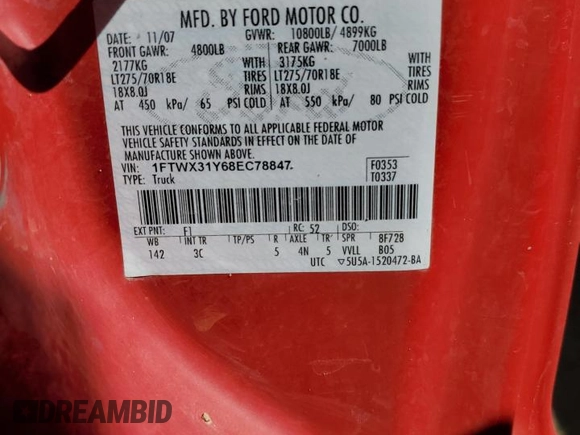 MFD. BY FORD MOTOR CO.
DATE: 11/07 GVWR: 10800LB/ 4899KG
FRONT GAWR: 4800LB REAR GAWR: 7000LB
2177KG WITH 3175KG WITH
LT275/70R18E TIRES LT275/70R18E TIRES
18X8.0J RIMS 18X8.0J RIMS
AT 450 kPa/ 65 PSI COLD AT 550 kPa/ 80 PSI COLD
THIS VEHICLE CONFORMS TO ALL APPLICABLE FEDERAL MOTOR
VEHICLE SAFETY STANDARDS IN EFFECT ON THE DATE OF
MANUFACTURE SHOWN ABOVE.
VIN: 1FTWX31Y68EC78847. F0353
TYPE: Truck T0337
EXT PNT: F1 RC: 52 DSO:
WB INT TR TP/PS R AXLE TR SPR 8F728
142 3C 5 4N 5 VVLL B05
UTC ▽5U5A-1520472-BA
DREAMBID